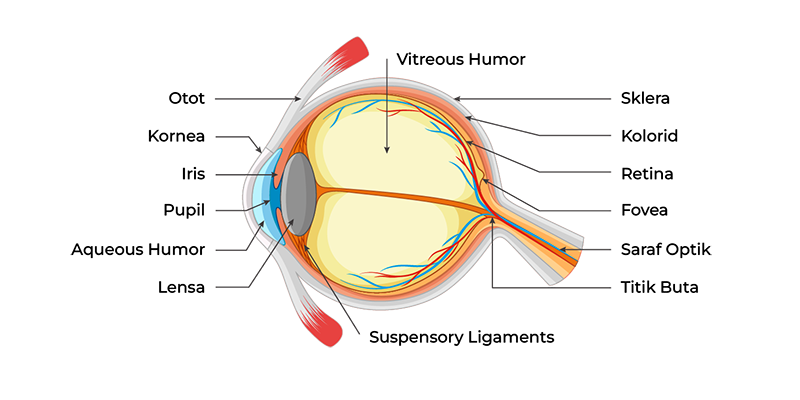 Vitreous Humor
Otot
Kornea
Iris
Pupil
Aqueous Humor
Lensa
Sklera
Kolorid
Retina
Fovea
Saraf Optik
Titik Buta
Suspensory Ligaments